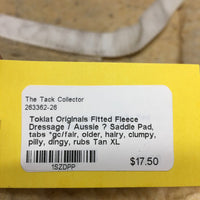 The Tack Collector
263362-26
Toklat Originals Fitted Fleece
Dressage / Aussie ? Saddle Pad,
tabs *gc/fair, older, hairy, clumpy,
pilly, dingy, rubs Tan XL
$17.50
1SZDPP